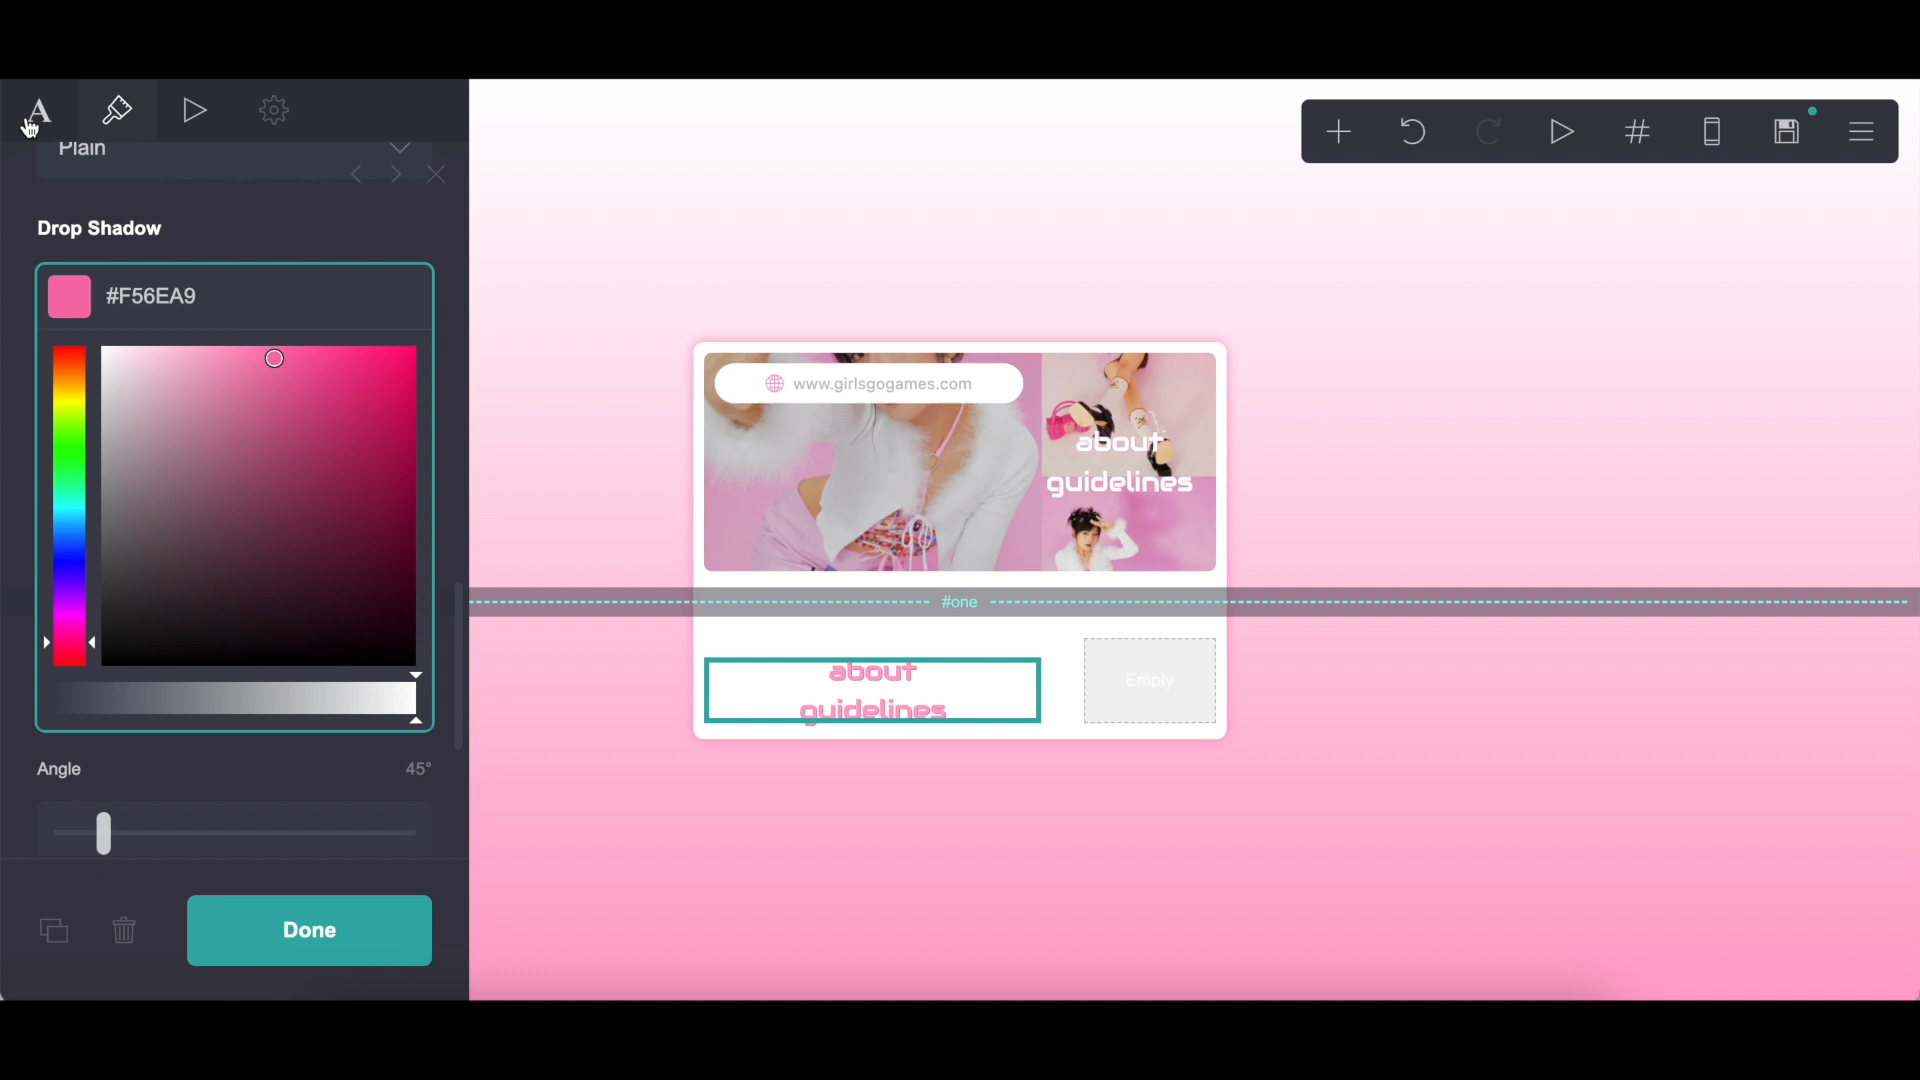 Plain
Drop Shadow
#F56EA9
Angle
45°
Done
www.girlsgogames.com
about
guidelines
#one
about
guidelines
Empty